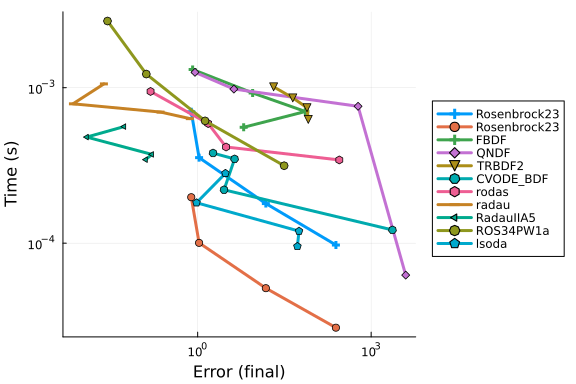 10⁻³
10⁻⁴
Time (s)
10⁰
10³
Error (final)
Rosenbrock23
Rosenbrock23
FBDF
QNDF
TRBDF2
CVODE_BDF
rodas
radau
RadauIIA5
ROS34PW1a
lsoda